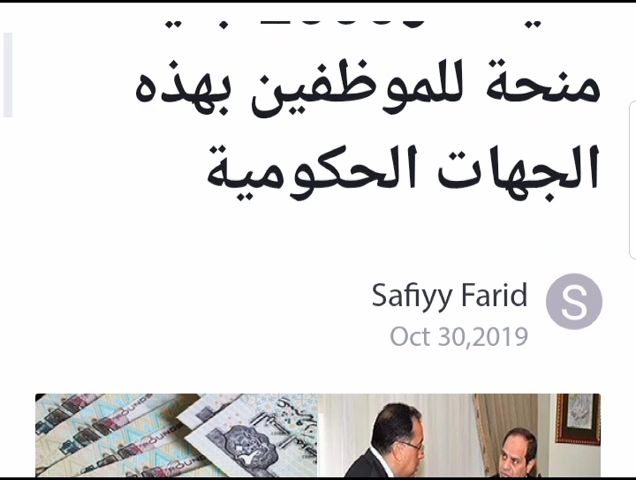 منحة للموظفين بهذه
الجهات الحكومية
Safiyy Farid
S
Oct 30,2019